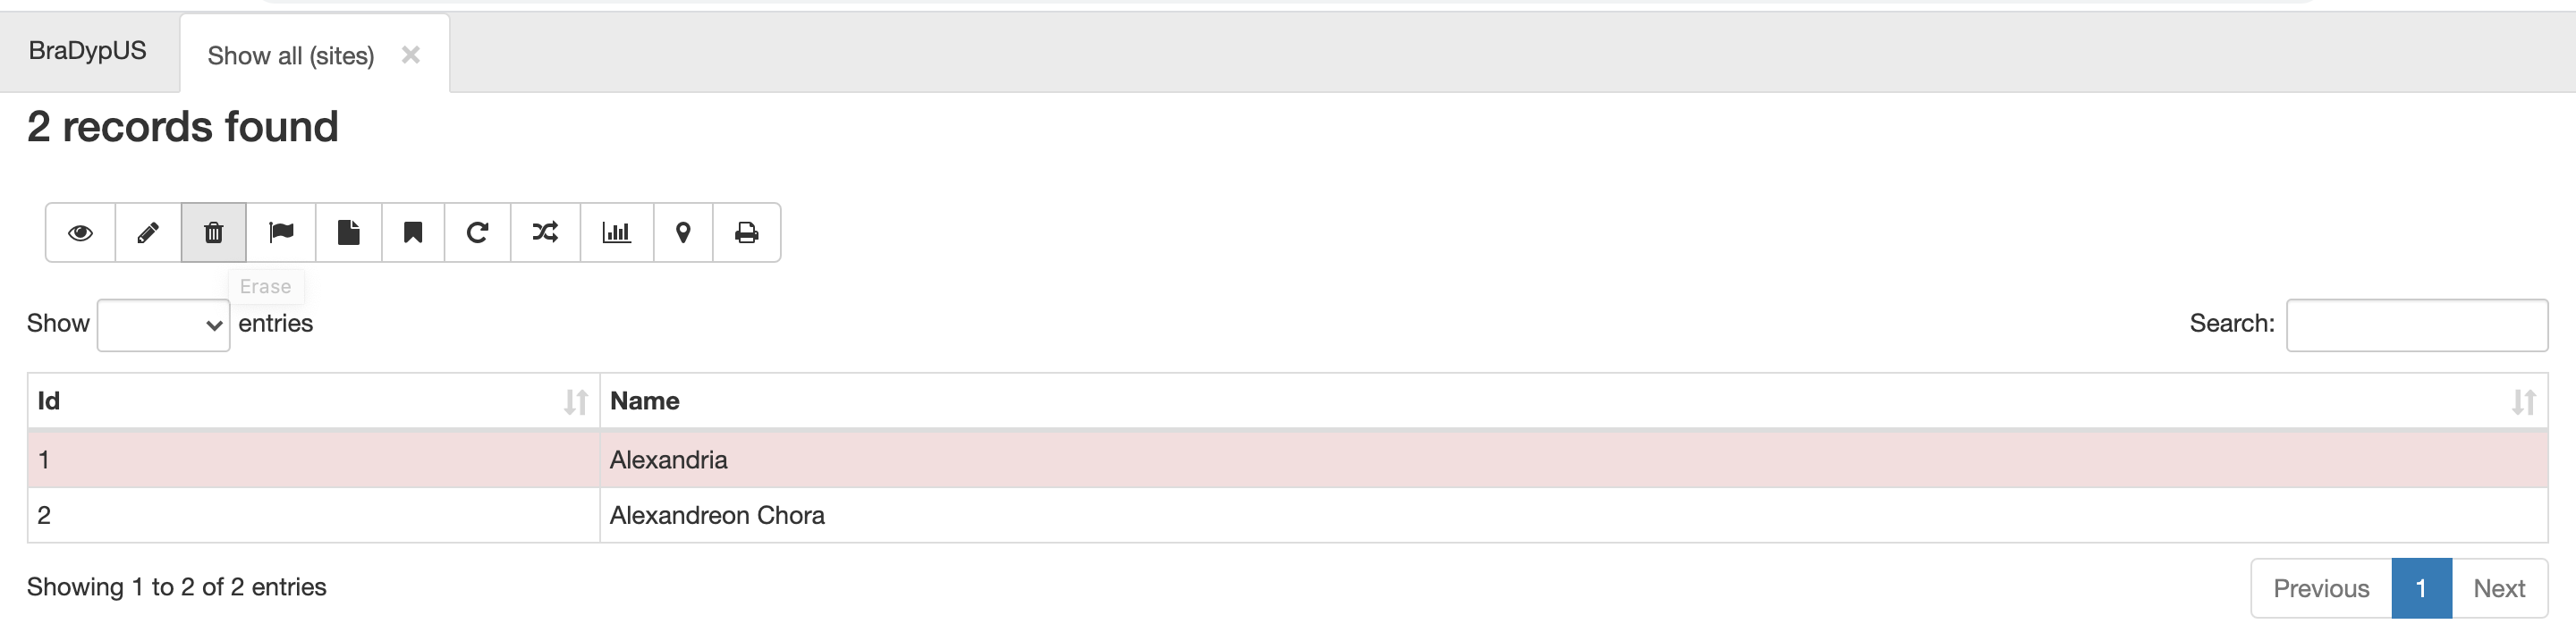 BraDypUS
Show all (sites) ×
2 records found
Erase
Show entries
Search:
Id Name
1 Alexandria
2 Alexandreon Chora
Showing 1 to 2 of 2 entries
Previous 1 Next